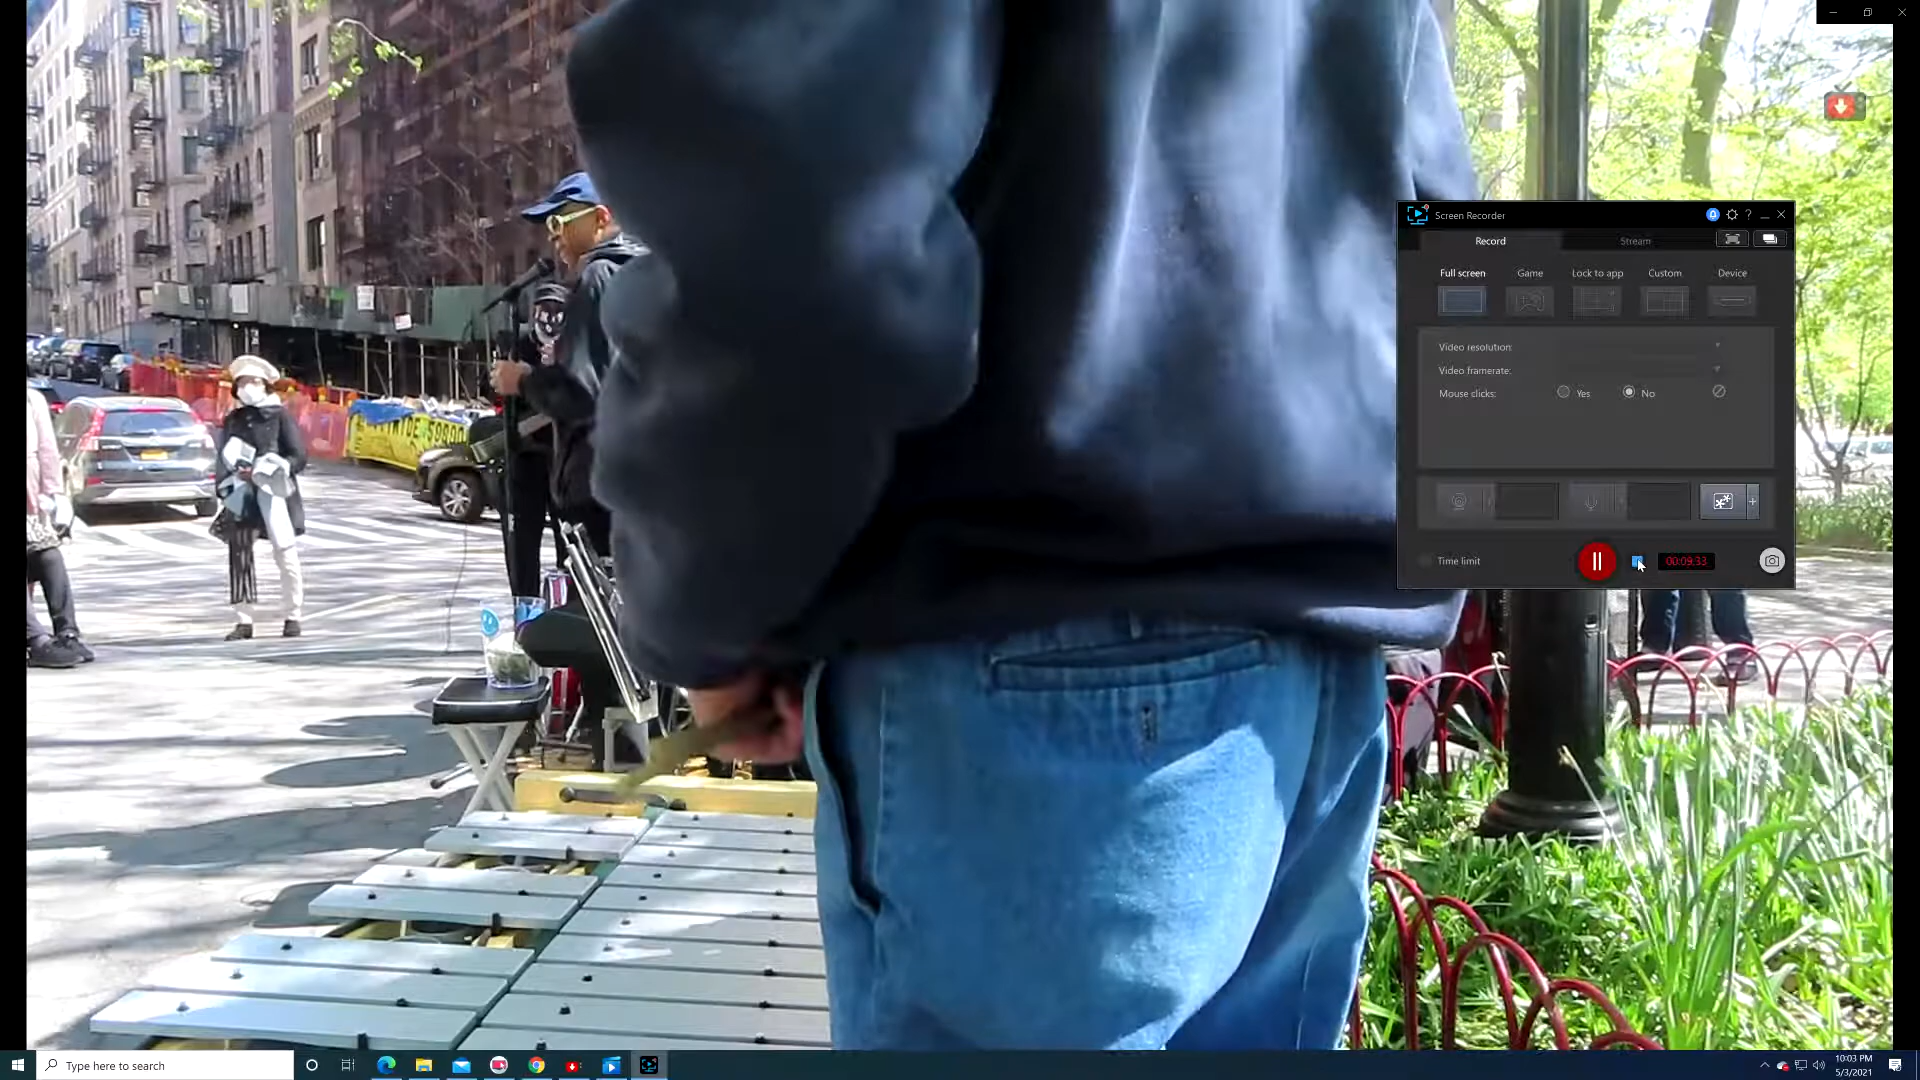 Screen Recorder
?
Record
Stream
Full screen
Game
Lock to app
Custom
Device
Video resolution:
Video framerate:
Mouse clicks:
Yes
No
Time limit
00:09:33
Type here to search
10:03 PM
5/3/2021